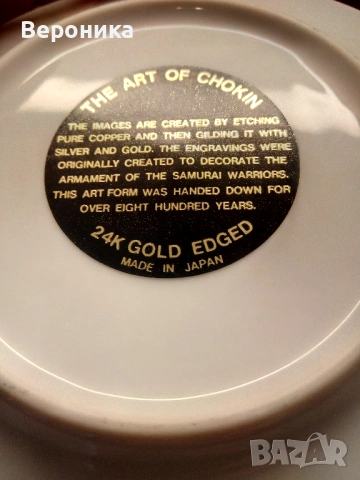 Вероника
THE ART OF CHOKIN
THE IMAGES ARE CREATED BY ETCHING
PURE COPPER AND THEN GILDING IT WITH
SILVER AND GOLD. THE ENGRAVINGS WERE
ORIGINALLY CREATED TO DECORATE THE
ARMAMENT OF THE SAMURAI WARRIORS.
THIS ART FORM WAS HANDED DOWN FOR
OVER EIGHT HUNDRED YEARS.
24K GOLD EDGED
MADE IN JAPAN
BAZAR